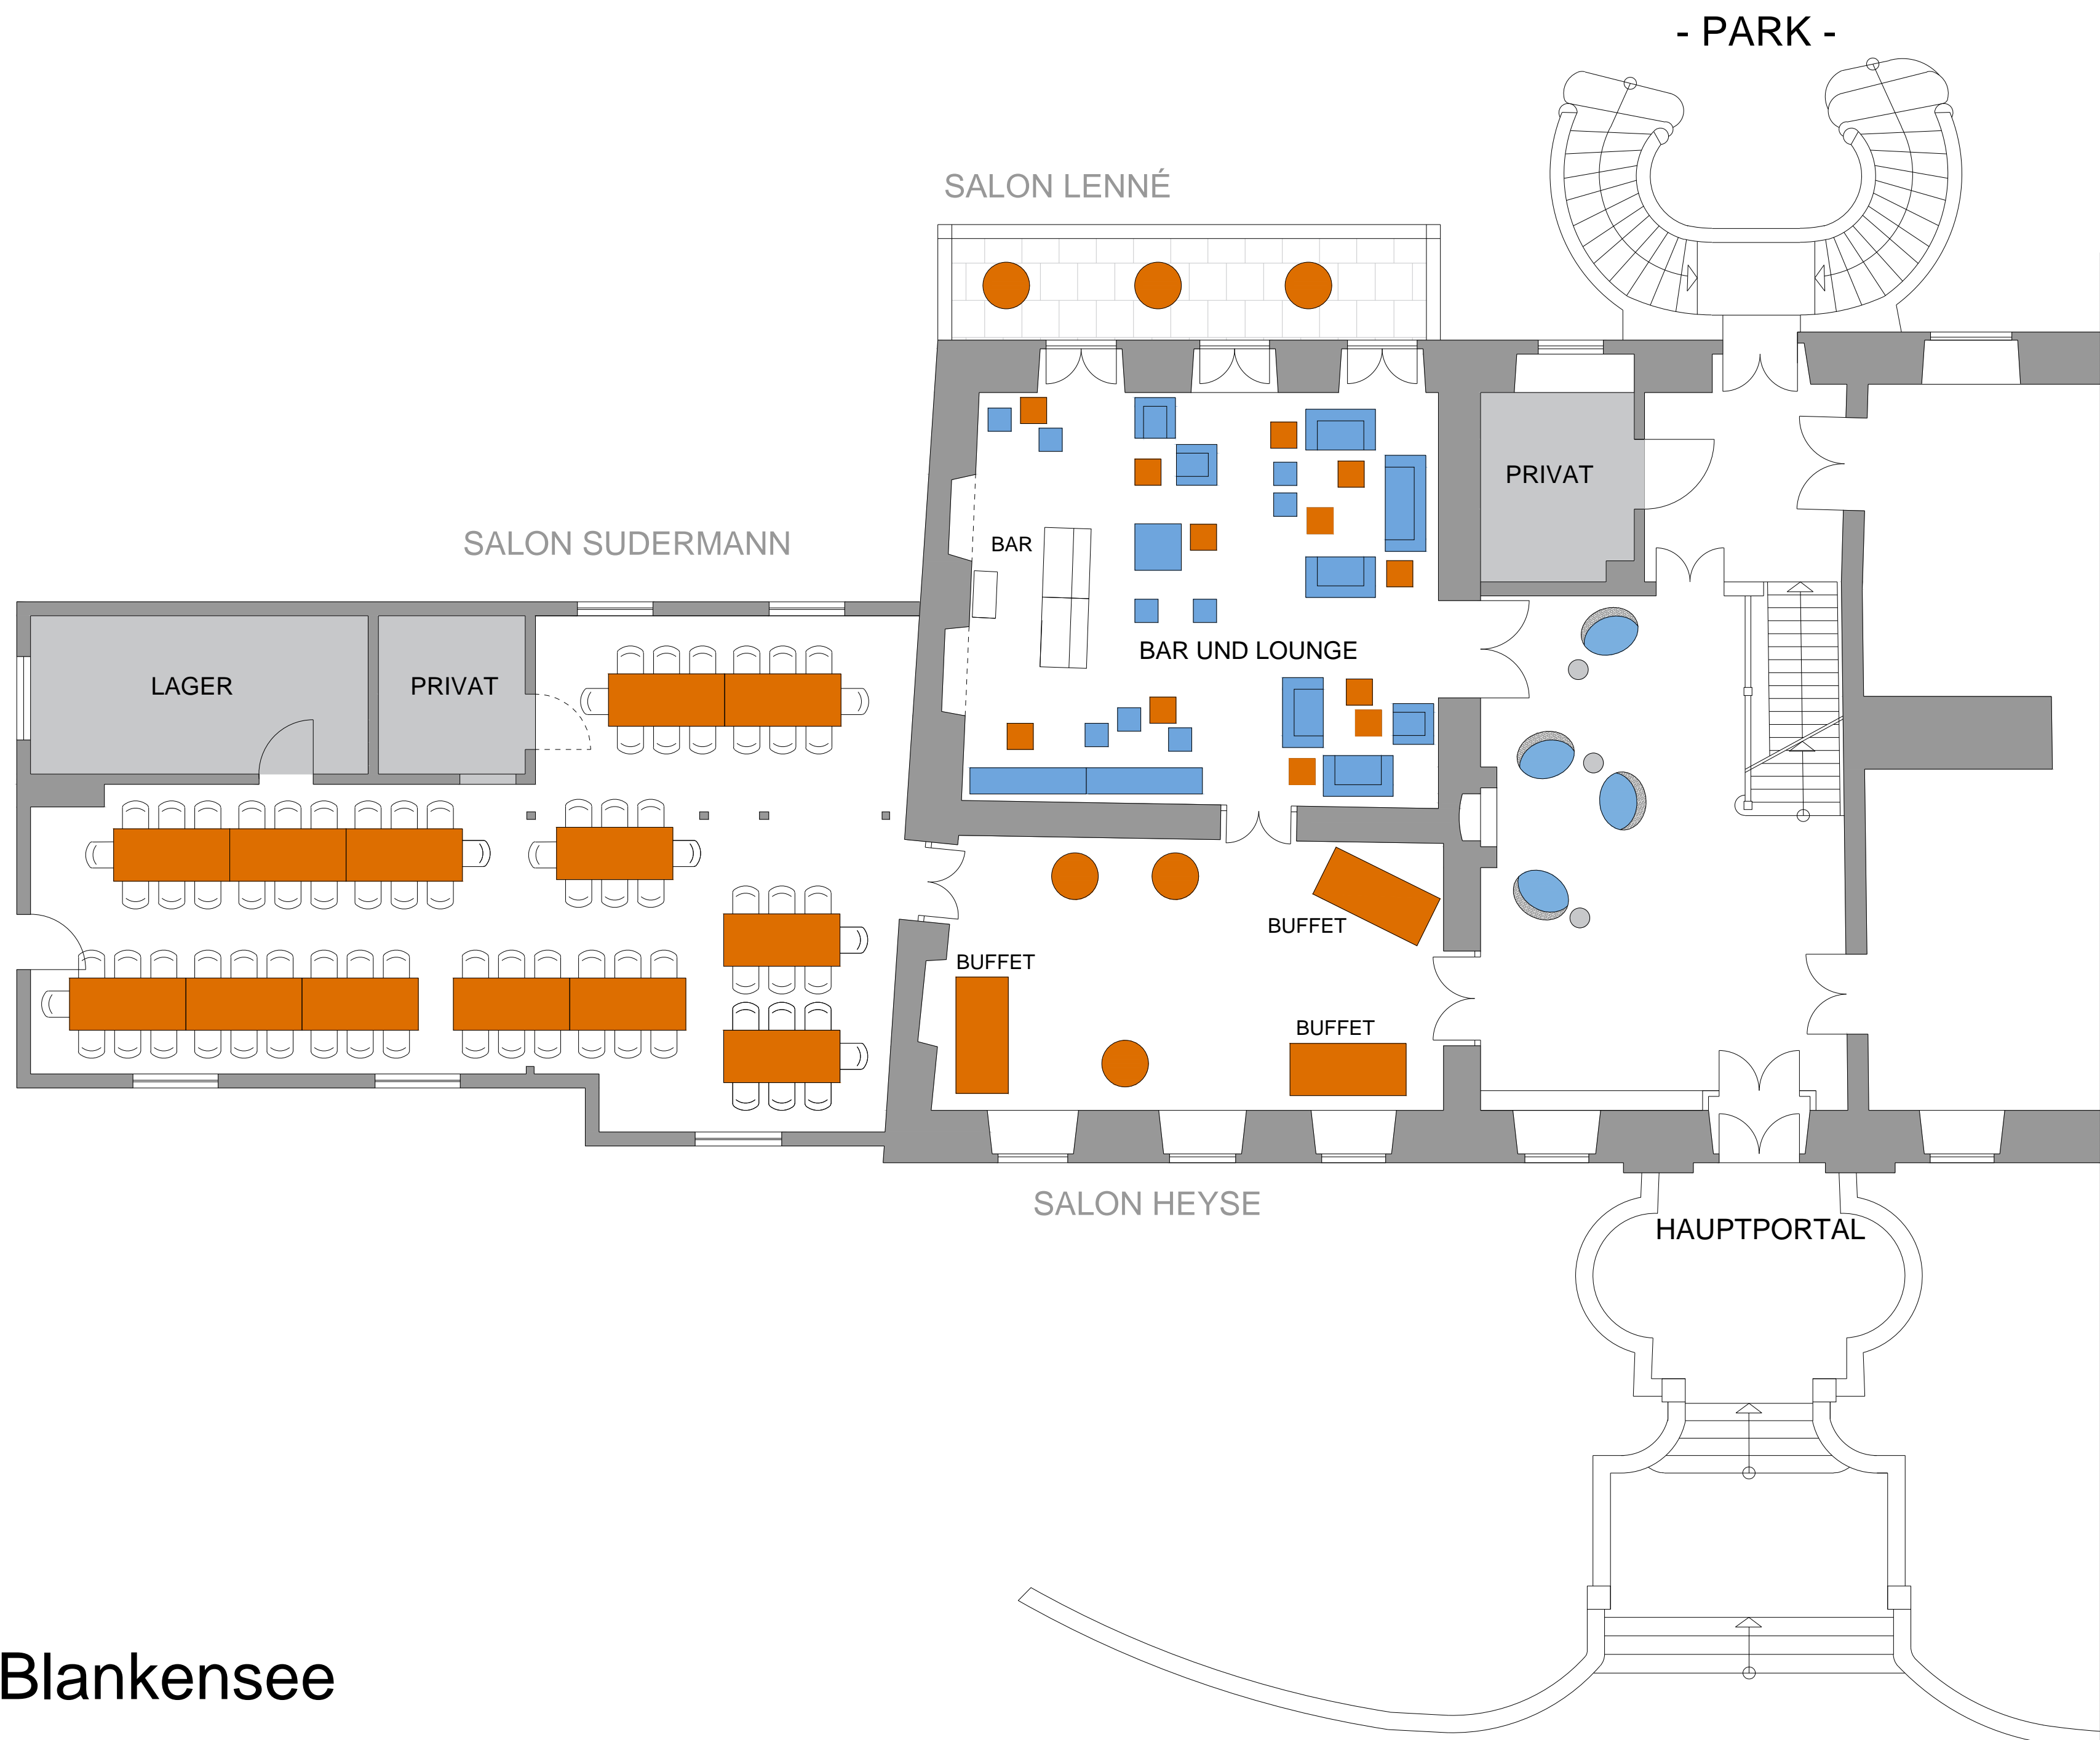 - PARK -
SALON LENNÉ
PRIVAT
SALON SUDERMANN
BAR
BAR UND LOUNGE
LAGER
PRIVAT
BUFFET
BUFFET
BUFFET
SALON HEYSE
HAUPTPORTAL
Blankensee